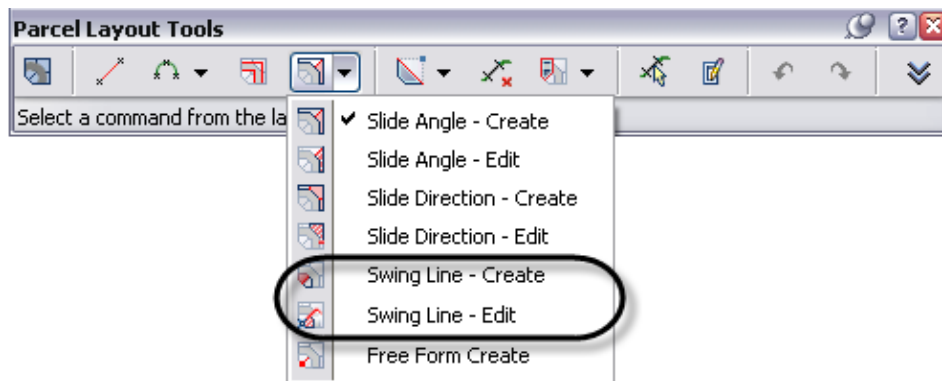 Parcel Layout Tools
Select a command from the la
Slide Angle - Create
Slide Angle - Edit
Slide Direction - Create
Slide Direction - Edit
Swing Line - Create
Swing Line - Edit
Free Form Create